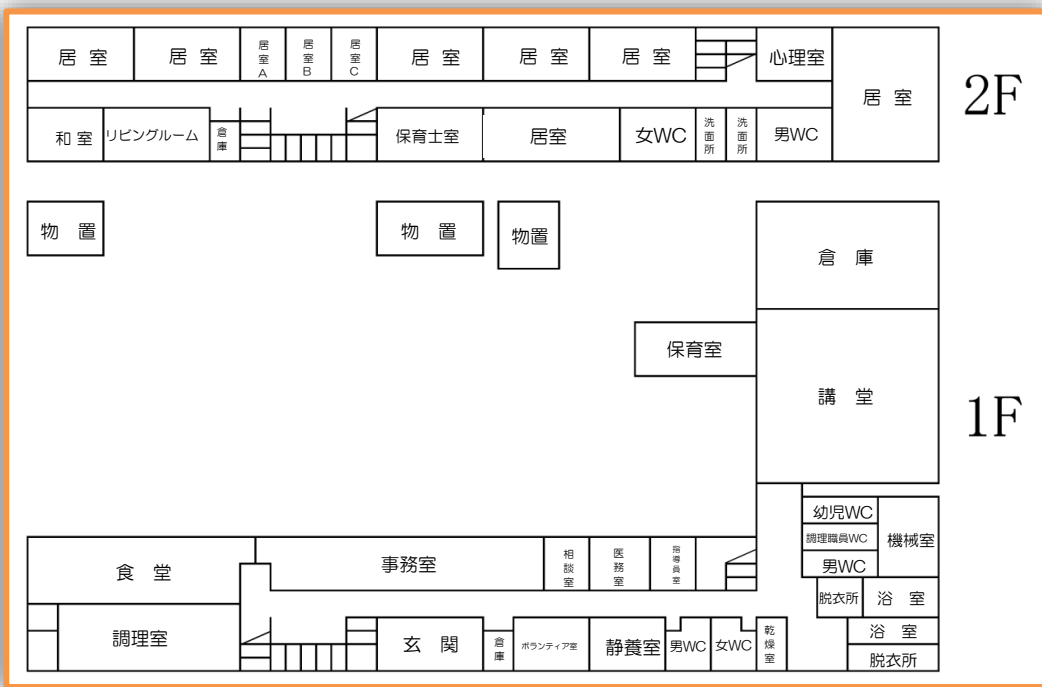 居 室
居 室
居室A
居室B
居室C
居 室
居 室
居 室
心理室
居 室
2F
和 室
リビングルーム
倉庫
保育士室
居室
女WC
洗面所
洗面所
男WC
物 置
物 置
物置
倉 庫
保育室
講 堂
1F
幼児WC
調理職員WC
男WC
機械室
食 堂
事務室
相談室
医務室
指導員室
脱衣所
浴 室
調理室
玄 関
倉庫
ボランティア室
静養室
男WC
女WC
乾燥室
浴 室
脱衣所